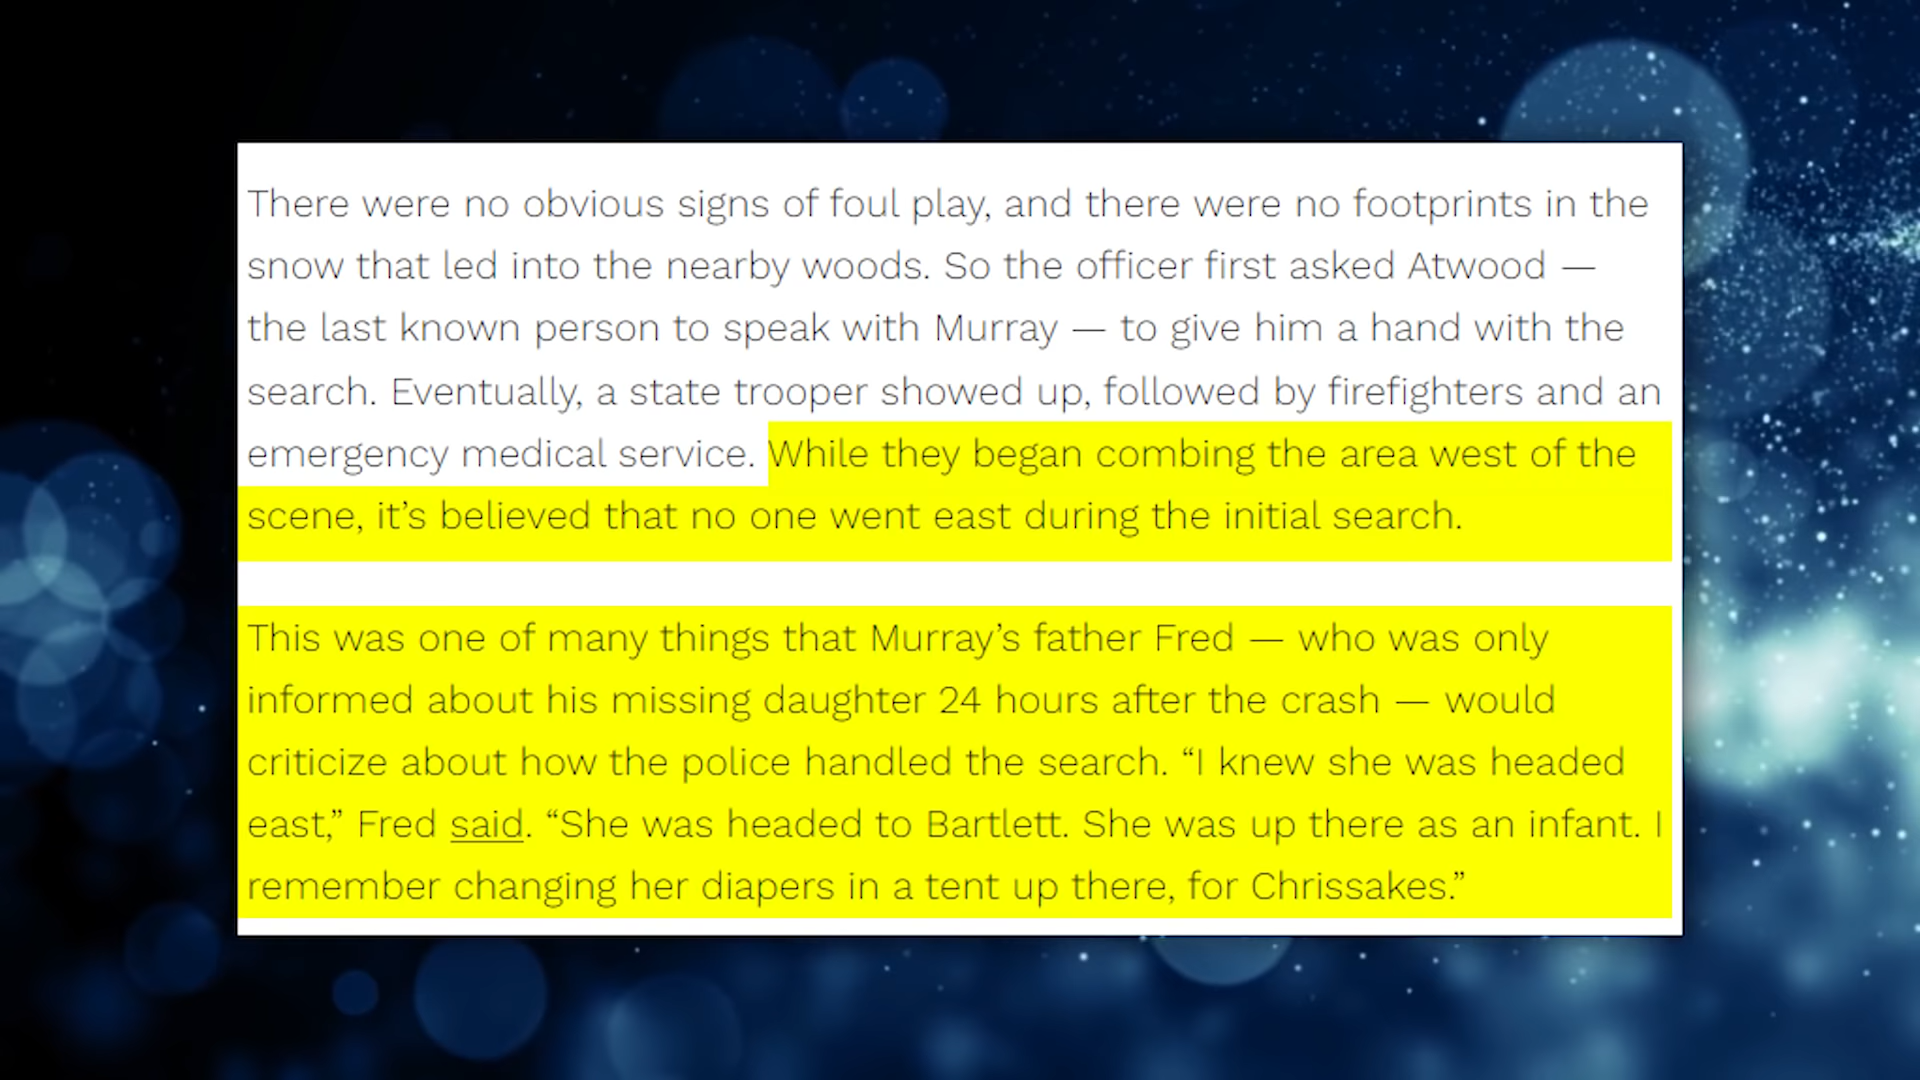 There were no obvious signs of foul play, and there were no footprints in the
snow that led into the nearby woods. So the officer first asked Atwood —
the last known person to speak with Murray — to give him a hand with the
search. Eventually, a state trooper showed up, followed by firefighters and an
emergency medical service. While they began combing the area west of the
scene, it’s believed that no one went east during the initial search.
This was one of many things that Murray’s father Fred — who was only
informed about his missing daughter 24 hours after the crash — would
criticize about how the police handled the search. “I knew she was headed
east,” Fred said. “She was headed to Bartlett. She was up there as an infant. I
remember changing her diapers in a tent up there, for Chrissakes.”